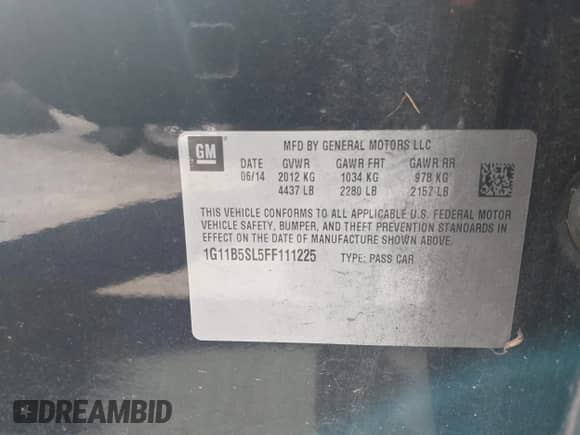 GM
MFD BY GENERAL MOTORS LLC
DATE GVWR GAWR FRT GAWR RR
06/14 2012 KG 1034 KG 978 KG
4437 LB 2280 LB 2157 LB
THIS VEHICLE CONFORMS TO ALL APPLICABLE U.S. FEDERAL MOTOR
VEHICLE SAFETY, BUMPER, AND THEFT PREVENTION STANDARDS IN
EFFECT ON THE DATE OF MANUFACTURE SHOWN ABOVE.
1G11B5SL5FF111225 TYPE: PASS CAR
DREAMBID